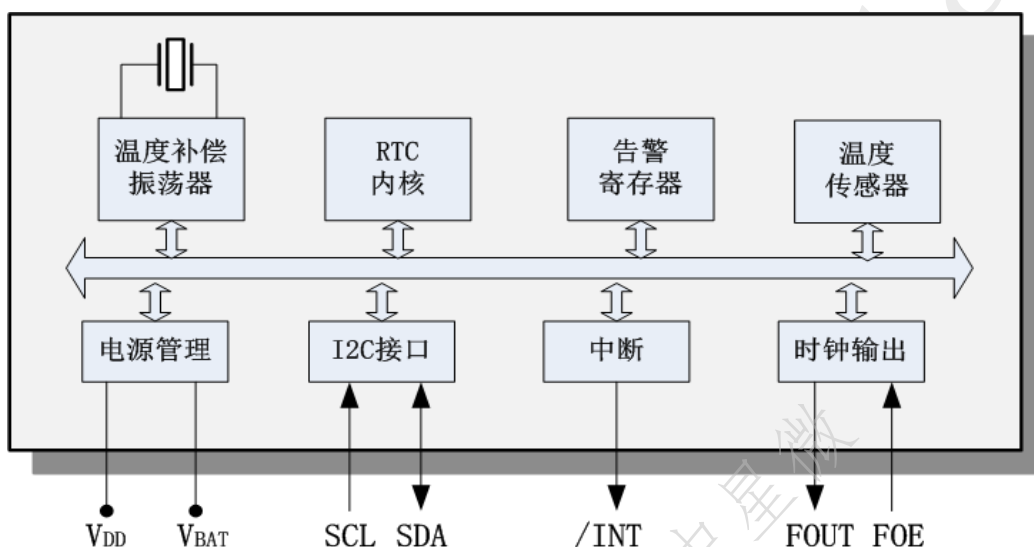 温度补偿
振荡器
RTC
内核
告警
寄存器
温度
传感器
电源管理
I2C接口
中断
时钟输出
VDD
VBAT
SCL
SDA
/INT
FOUT
FOE
星微